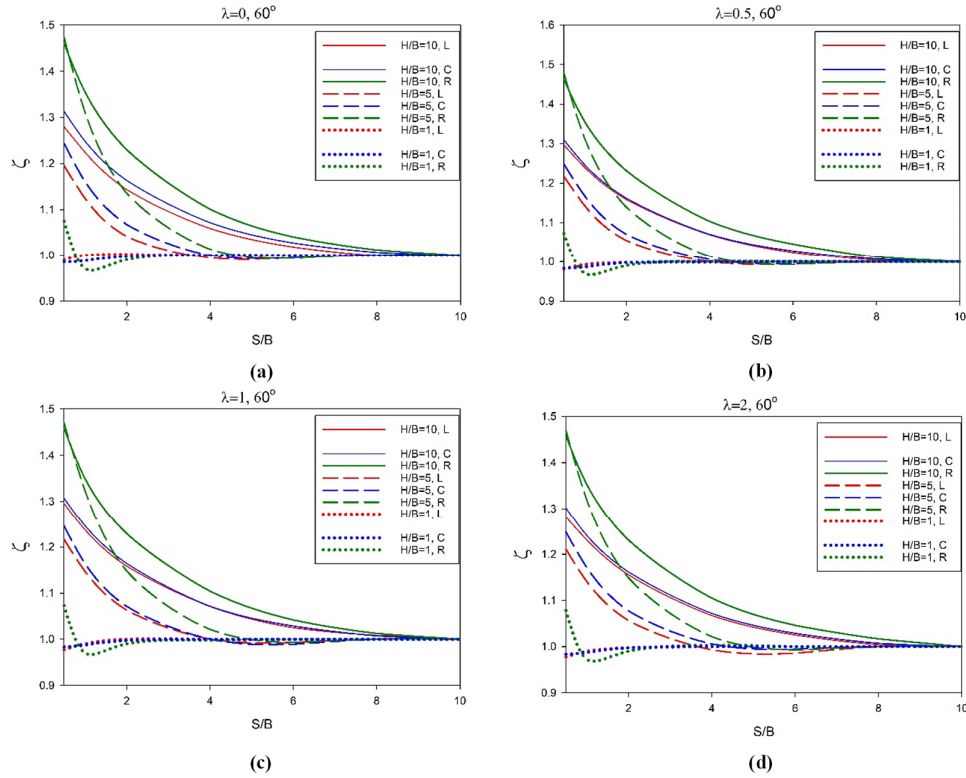 λ=0, 60°
1.5
1.4
1.3
1.2
1.1
1.0
0.9
ζ
H/B=10, L
H/B=10, C
H/B=10, R
H/B=5, L
H/B=5, C
H/B=5, R
H/B=1, L
H/B=1, C
H/B=1, R
2 4 6 8 10
S/B
(a)
λ=0.5, 60°
1.6
1.5
1.4
1.3
1.2
1.1
1.0
0.9
ζ
H/B=10, L
H/B=10, C
H/B=10, R
H/B=5, L
H/B=5, C
H/B=5, R
H/B=1, L
H/B=1, C
H/B=1, R
2 4 6 8 10
S/B
(b)
λ=1, 60°
1.5
1.4
1.3
1.2
1.1
1.0
0.9
ζ
H/B=10, L
H/B=10, C
H/B=10, R
H/B=5, L
H/B=5, C
H/B=5, R
H/B=1, L
H/B=1, C
H/B=1, R
2 4 6 8 10
S/B
(c)
λ=2, 60°
1.5
1.4
1.3
1.2
1.1
1.0
0.9
ζ
H/B=10, L
H/B=10, C
H/B=10, R
H/B=5, L
H/B=5, C
H/B=5, R
H/B=1, L
H/B=1, C
H/B=1, R
2 4 6 8 10
S/B
(d)